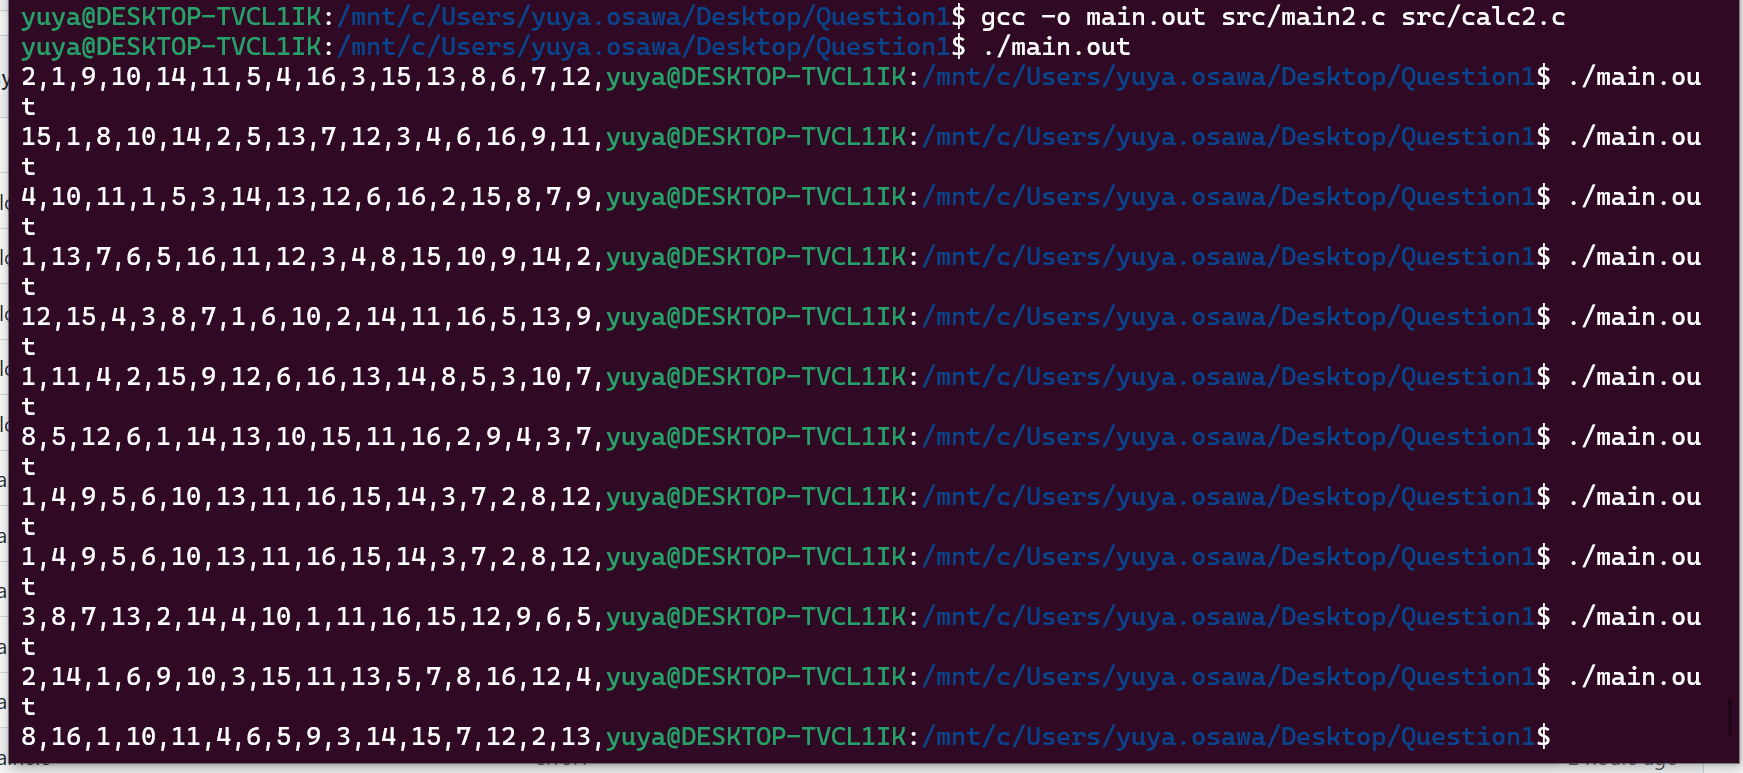 yuya@DESKTOP-TVCL1IK:/mnt/c/Users/yuya.osawa/Desktop/Question1$ gcc -o main.out src/main2.c src/calc2.c
yuya@DESKTOP-TVCL1IK:/mnt/c/Users/yuya.osawa/Desktop/Question1$ ./main.out
2,1,9,10,14,11,5,4,16,3,15,13,8,6,7,12,yuya@DESKTOP-TVCL1IK:/mnt/c/Users/yuya.osawa/Desktop/Question1$ ./main.ou
t
15,1,8,10,14,2,5,13,7,12,3,4,6,16,9,11,yuya@DESKTOP-TVCL1IK:/mnt/c/Users/yuya.osawa/Desktop/Question1$ ./main.ou
t
4,10,11,1,5,3,14,13,12,6,16,2,15,8,7,9,yuya@DESKTOP-TVCL1IK:/mnt/c/Users/yuya.osawa/Desktop/Question1$ ./main.ou
t
1,13,7,6,5,16,11,12,3,4,8,15,10,9,14,2,yuya@DESKTOP-TVCL1IK:/mnt/c/Users/yuya.osawa/Desktop/Question1$ ./main.ou
t
12,15,4,3,8,7,1,6,10,2,14,11,16,5,13,9,yuya@DESKTOP-TVCL1IK:/mnt/c/Users/yuya.osawa/Desktop/Question1$ ./main.ou
t
1,11,4,2,15,9,12,6,16,13,14,8,5,3,10,7,yuya@DESKTOP-TVCL1IK:/mnt/c/Users/yuya.osawa/Desktop/Question1$ ./main.ou
t
8,5,12,6,1,14,13,10,15,11,16,2,9,4,3,7,yuya@DESKTOP-TVCL1IK:/mnt/c/Users/yuya.osawa/Desktop/Question1$ ./main.ou
t
1,4,9,5,6,10,13,11,16,15,14,3,7,2,8,12,yuya@DESKTOP-TVCL1IK:/mnt/c/Users/yuya.osawa/Desktop/Question1$ ./main.ou
t
1,4,9,5,6,10,13,11,16,15,14,3,7,2,8,12,yuya@DESKTOP-TVCL1IK:/mnt/c/Users/yuya.osawa/Desktop/Question1$ ./main.ou
t
3,8,7,13,2,14,4,10,1,11,16,15,12,9,6,5,yuya@DESKTOP-TVCL1IK:/mnt/c/Users/yuya.osawa/Desktop/Question1$ ./main.ou
t
2,14,1,6,9,10,3,15,11,13,5,7,8,16,12,4,yuya@DESKTOP-TVCL1IK:/mnt/c/Users/yuya.osawa/Desktop/Question1$ ./main.ou
t
8,16,1,10,11,4,6,5,9,3,14,15,7,12,2,13,yuya@DESKTOP-TVCL1IK:/mnt/c/Users/yuya.osawa/Desktop/Question1$